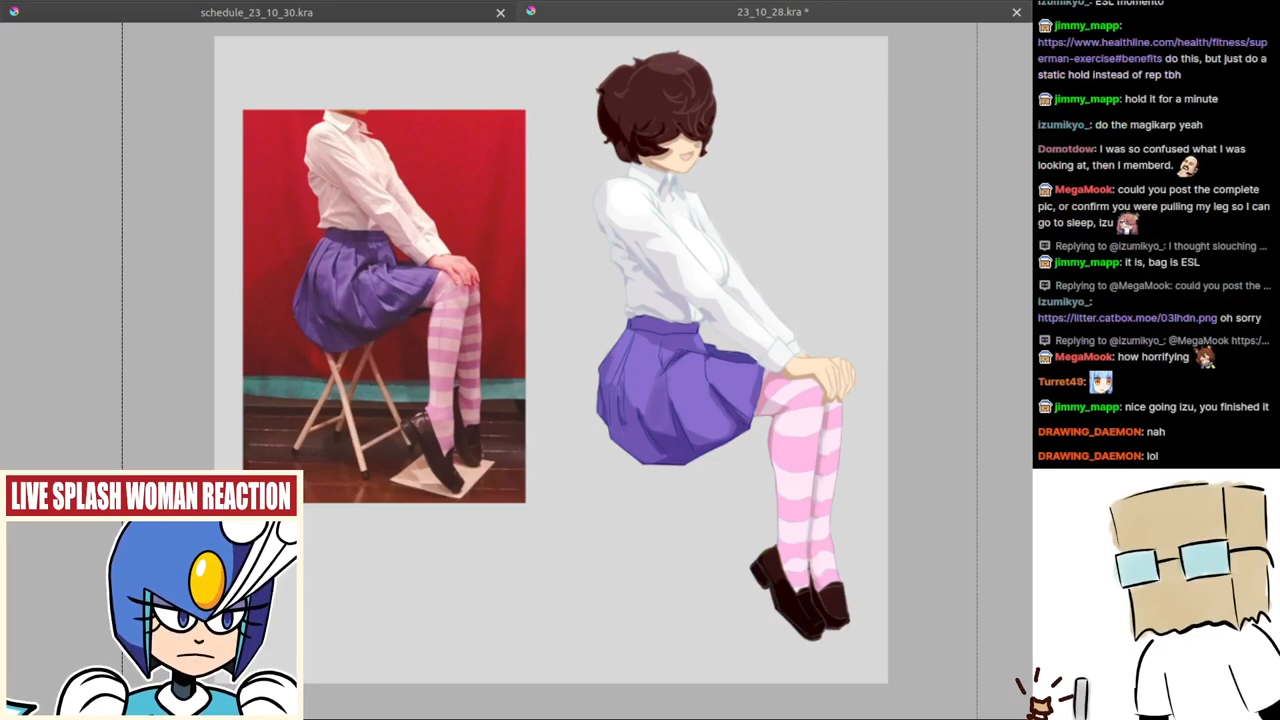 schedule_23_10_30.kra
23_10_28.kra *
izumikyo_: ESL momento
jimmy_mapp:
https://www.healthline.com/health/fitness/sup
erman-exercise#benefits do this, but just do a
static hold instead of rep tbh
jimmy_mapp: hold it for a minute
izumikyo_: do the magikarp yeah
Domotdow: I was so confused what I was
looking at, then I memberd.
MegaMook: could you post the complete
pic, or confirm you were pulling my leg so I can
go to sleep, izu
Replying to @izumikyo_: I thought slouching ...
jimmy_mapp: it is, bag is ESL
Replying to @MegaMook: could you post the ...
izumikyo_:
https://litter.catbox.moe/03lhdn.png oh sorry
Replying to @izumikyo_: @MegaMook https:/...
MegaMook: how horrifying
Turret49:
jimmy_mapp: nice going izu, you finished it
DRAWING_DAEMON: nah
DRAWING_DAEMON: lol
LIVE SPLASH WOMAN REACTION